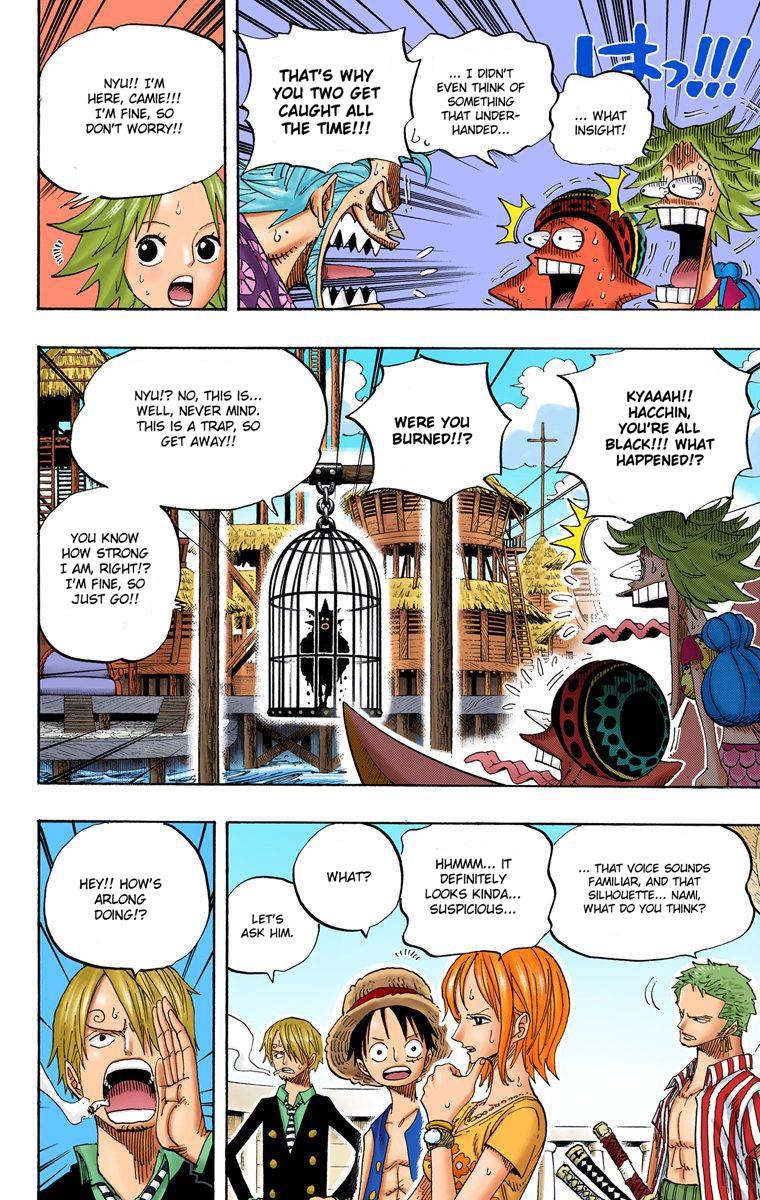 はっ!!!
... WHAT
INSIGHT!
... I DIDN'T
EVEN THINK OF
SOMETHING
THAT UNDER-
HANDED...
THAT'S WHY
YOU TWO GET
CAUGHT ALL
THE TIME!!!
NYU!! I'M
HERE, CAMIE!!!
I'M FINE, SO
DON'T WORRY!!
KYAAAH!!
HACCHIN,
YOU'RE ALL
BLACK!!! WHAT
HAPPENED!?
WERE YOU
BURNED!!?
NYU!? NO, THIS IS...
WELL, NEVER MIND.
THIS IS A TRAP, SO
GET AWAY!!
YOU KNOW
HOW STRONG
I AM, RIGHT!?
I'M FINE, SO
JUST GO!!
... THAT VOICE SOUNDS
FAMILIAR, AND THAT
SILHOUETTE... NAMI,
WHAT DO YOU THINK?
HHMMM... IT
DEFINITELY
LOOKS KINDA...
SUSPICIOUS...
WHAT?
LET'S
ASK HIM.
HEY!! HOW'S
ARLONG
DOING!?